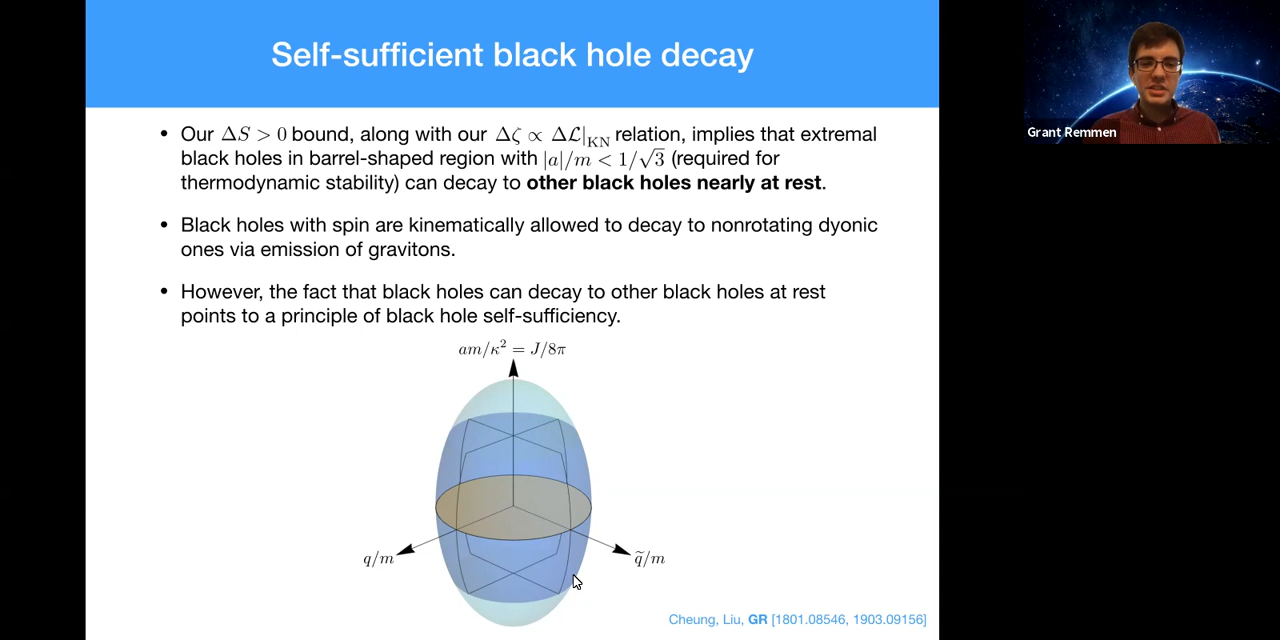 Self-sufficient black hole decay
Grant Remmen
• Our ΔS > 0 bound, along with our Δζ ∝ Δℒ|_KN relation, implies that extremal
black holes in barrel-shaped region with |a|/m < 1/√3 (required for
thermodynamic stability) can decay to other black holes nearly at rest.
• Black holes with spin are kinematically allowed to decay to nonrotating dyonic
ones via emission of gravitons.
• However, the fact that black holes can decay to other black holes at rest
points to a principle of black hole self-sufficiency.
am/κ² = J/8π
q/m
q̃/m
Cheung, Liu, GR [1801.08546, 1903.09156]